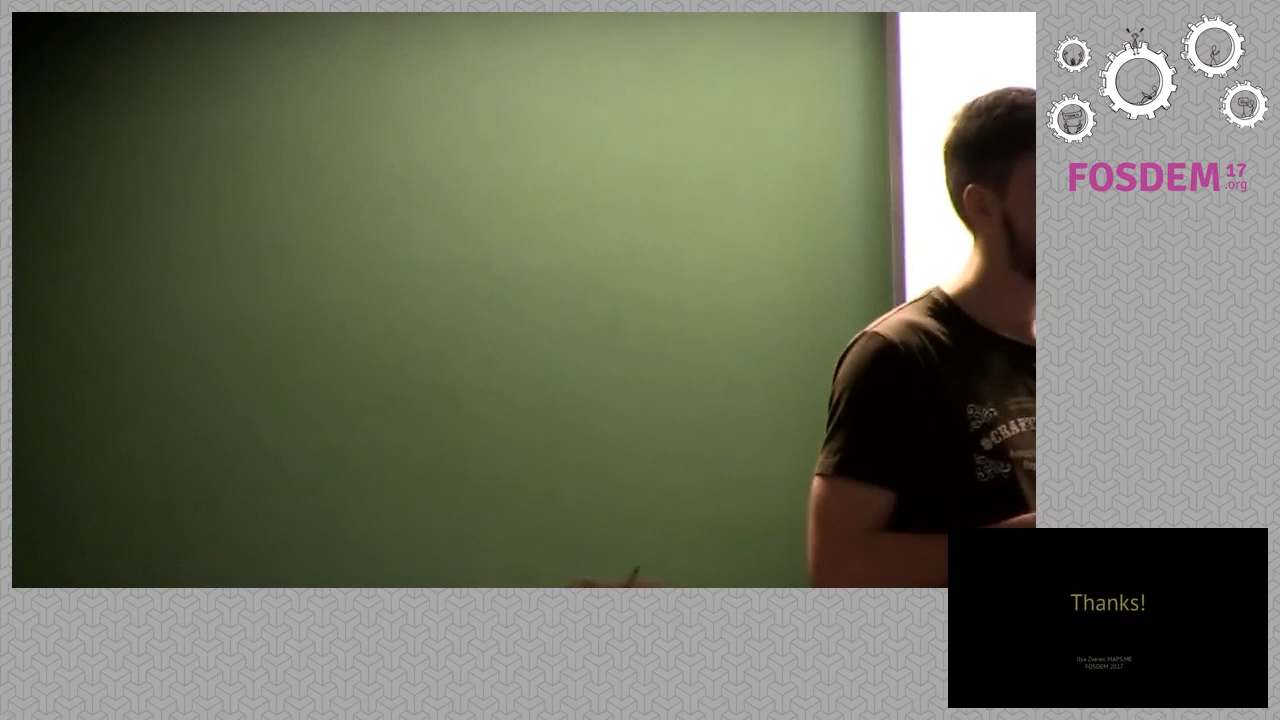 FOSDEM 17
.org
Thanks!
Ilya Zverev, MAPS.ME
FOSDEM 2017